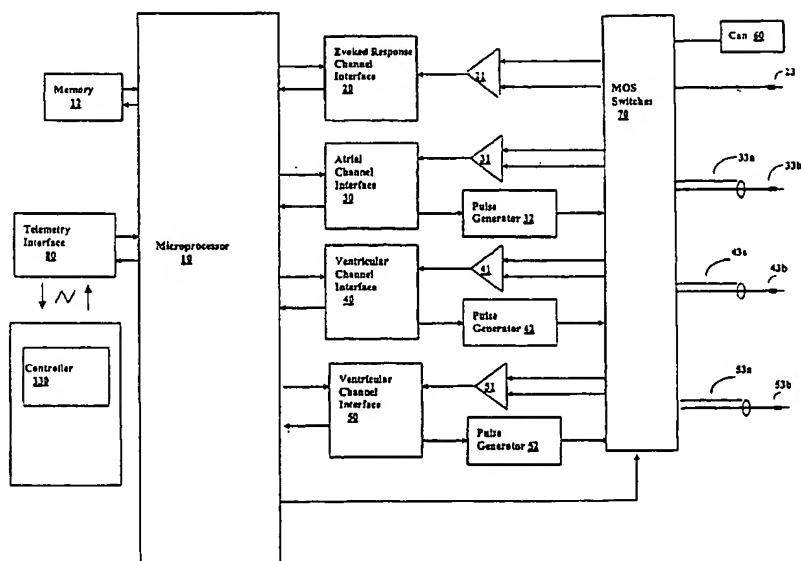 Memory
12
Telemetry
Interface
80
Controller
Microprocessor
10
Evoked Response
Channel
Interface
20
21
Atrial
Channel
Interface
30
31
Pulse
Generator 32
Ventricular
Channel
Interface
40
41
Pulse
Generator 42
Ventricular
Channel
Interface
50
51
Pulse
Generator 52
MOS
Switches
70
Can 60
23
33a
33b
43a
43b
53a
53b